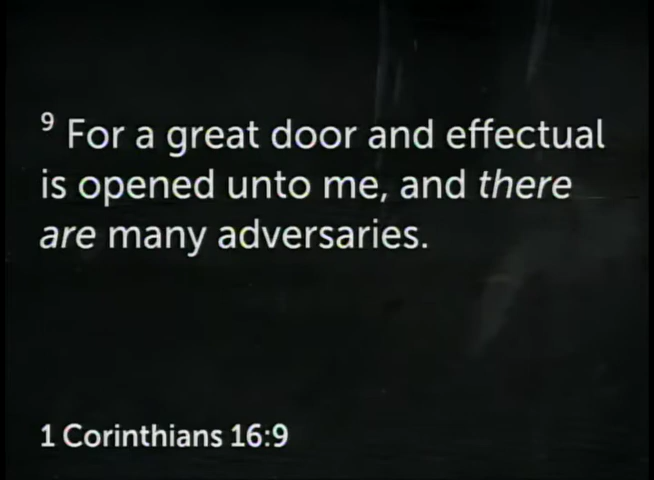 ⁹ For a great door and effectual
is opened unto me, and there
are many adversaries.
1 Corinthians 16:9